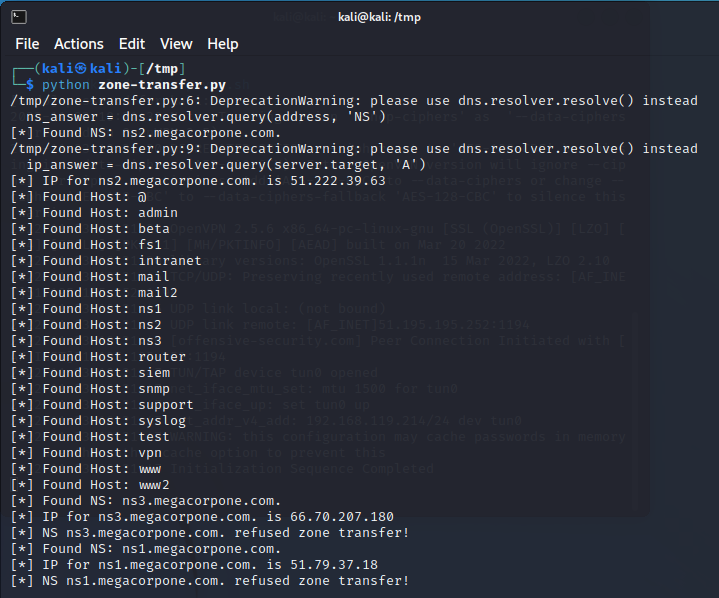 kali@kali: /tmp
File Actions Edit View Help
┌──(kali㉿kali)-[/tmp]
└─$ python zone-transfer.py
/tmp/zone-transfer.py:6: DeprecationWarning: please use dns.resolver.resolve() instead
  ns_answer = dns.resolver.query(address, 'NS')
[*] Found NS: ns2.megacorpone.com.
/tmp/zone-transfer.py:9: DeprecationWarning: please use dns.resolver.resolve() instead
  ip_answer = dns.resolver.query(server.target, 'A')
[*] IP for ns2.megacorpone.com. is 51.222.39.63
[*] Found Host: @
[*] Found Host: admin
[*] Found Host: beta
[*] Found Host: fs1
[*] Found Host: intranet
[*] Found Host: mail
[*] Found Host: mail2
[*] Found Host: ns1
[*] Found Host: ns2
[*] Found Host: ns3
[*] Found Host: router
[*] Found Host: siem
[*] Found Host: snmp
[*] Found Host: support
[*] Found Host: syslog
[*] Found Host: test
[*] Found Host: vpn
[*] Found Host: www
[*] Found Host: www2
[*] Found NS: ns3.megacorpone.com.
[*] IP for ns3.megacorpone.com. is 66.70.207.180
[*] NS ns3.megacorpone.com. refused zone transfer!
[*] Found NS: ns1.megacorpone.com.
[*] IP for ns1.megacorpone.com. is 51.79.37.18
[*] NS ns1.megacorpone.com. refused zone transfer!